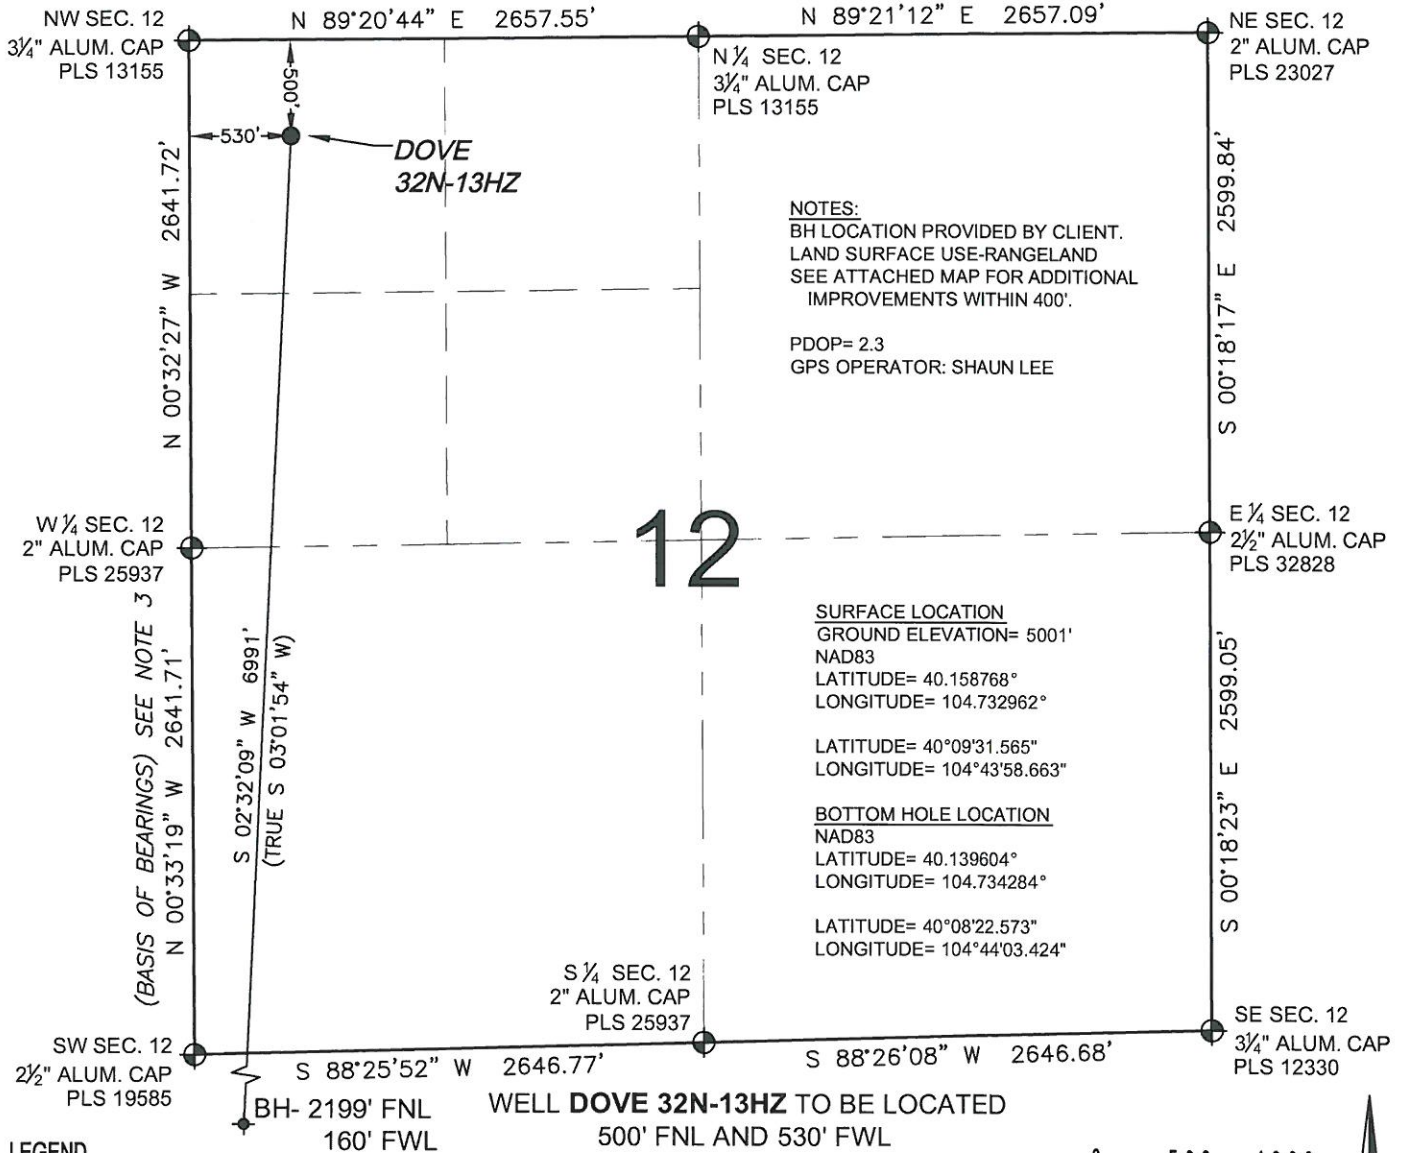 NW SEC. 12
3¼" ALUM. CAP
PLS 13155
N 89°20'44" E 2657.55'
N 89°21'12" E 2657.09'
NE SEC. 12
2" ALUM. CAP
PLS 23027
N ¼ SEC. 12
3¼" ALUM. CAP
PLS 13155
500'
530'
DOVE
32N-13HZ
N 00°32'27" W 2641.72'
S 00°18'17" E 2599.84'
NOTES:
BH LOCATION PROVIDED BY CLIENT.
LAND SURFACE USE-RANGELAND
SEE ATTACHED MAP FOR ADDITIONAL
IMPROVEMENTS WITHIN 400'.
PDOP= 2.3
GPS OPERATOR: SHAUN LEE
W ¼ SEC. 12
2" ALUM. CAP
PLS 25937
12
E ¼ SEC. 12
2½" ALUM. CAP
PLS 32828
(BASIS OF BEARINGS) SEE NOTE 3
N 00°33'19" W 2641.71'
S 02°32'09" W 6991'
(TRUE S 03°01'54" W)
SURFACE LOCATION
GROUND ELEVATION= 5001'
NAD83
LATITUDE= 40.158768°
LONGITUDE= 104.732962°
LATITUDE= 40°09'31.565"
LONGITUDE= 104°43'58.663"
BOTTOM HOLE LOCATION
NAD83
LATITUDE= 40.139604°
LONGITUDE= 104.734284°
LATITUDE= 40°08'22.573"
LONGITUDE= 104°44'03.424"
S 00°18'23" E 2599.05'
S ¼ SEC. 12
2" ALUM. CAP
PLS 25937
SW SEC. 12
2½" ALUM. CAP
PLS 19585
S 88°25'52" W 2646.77'
S 88°26'08" W 2646.68'
SE SEC. 12
3¼" ALUM. CAP
PLS 12330
BH- 2199' FNL
160' FWL
WELL DOVE 32N-13HZ TO BE LOCATED
500' FNL AND 530' FWL
LEGEND